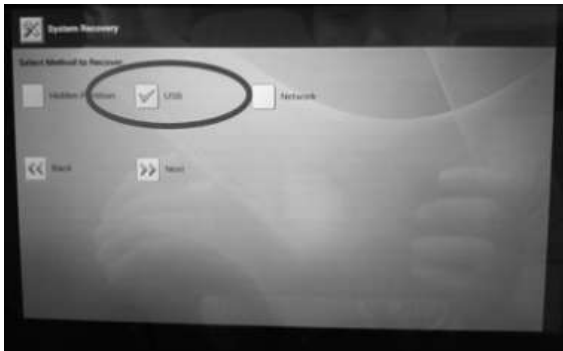 System Recovery
Select Method to Recover
Hidden Partition
USB
Network
Back
Next